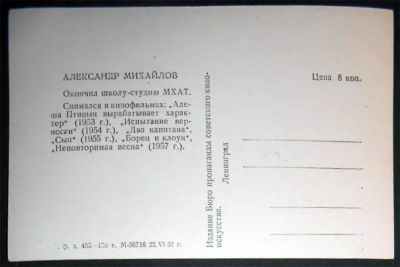 АЛЕКСАНДР МИХАЙЛОВ
Окончил школу-студию МХАТ.
Снимался в кинофильмах: „Але-
ша Птицын вырабатывает харак-
тер" (1953 г.), „Испытание вер-
ности" (1954 г.), „Два капитана",
„Сын" (1955 г.), „Борец и клоун",
„Неповторимая весна" (1957 г.).
Цена 8 коп.
Издание Бюро пропаганды советского кино-
искусства.
Ленинград
т. М-56716